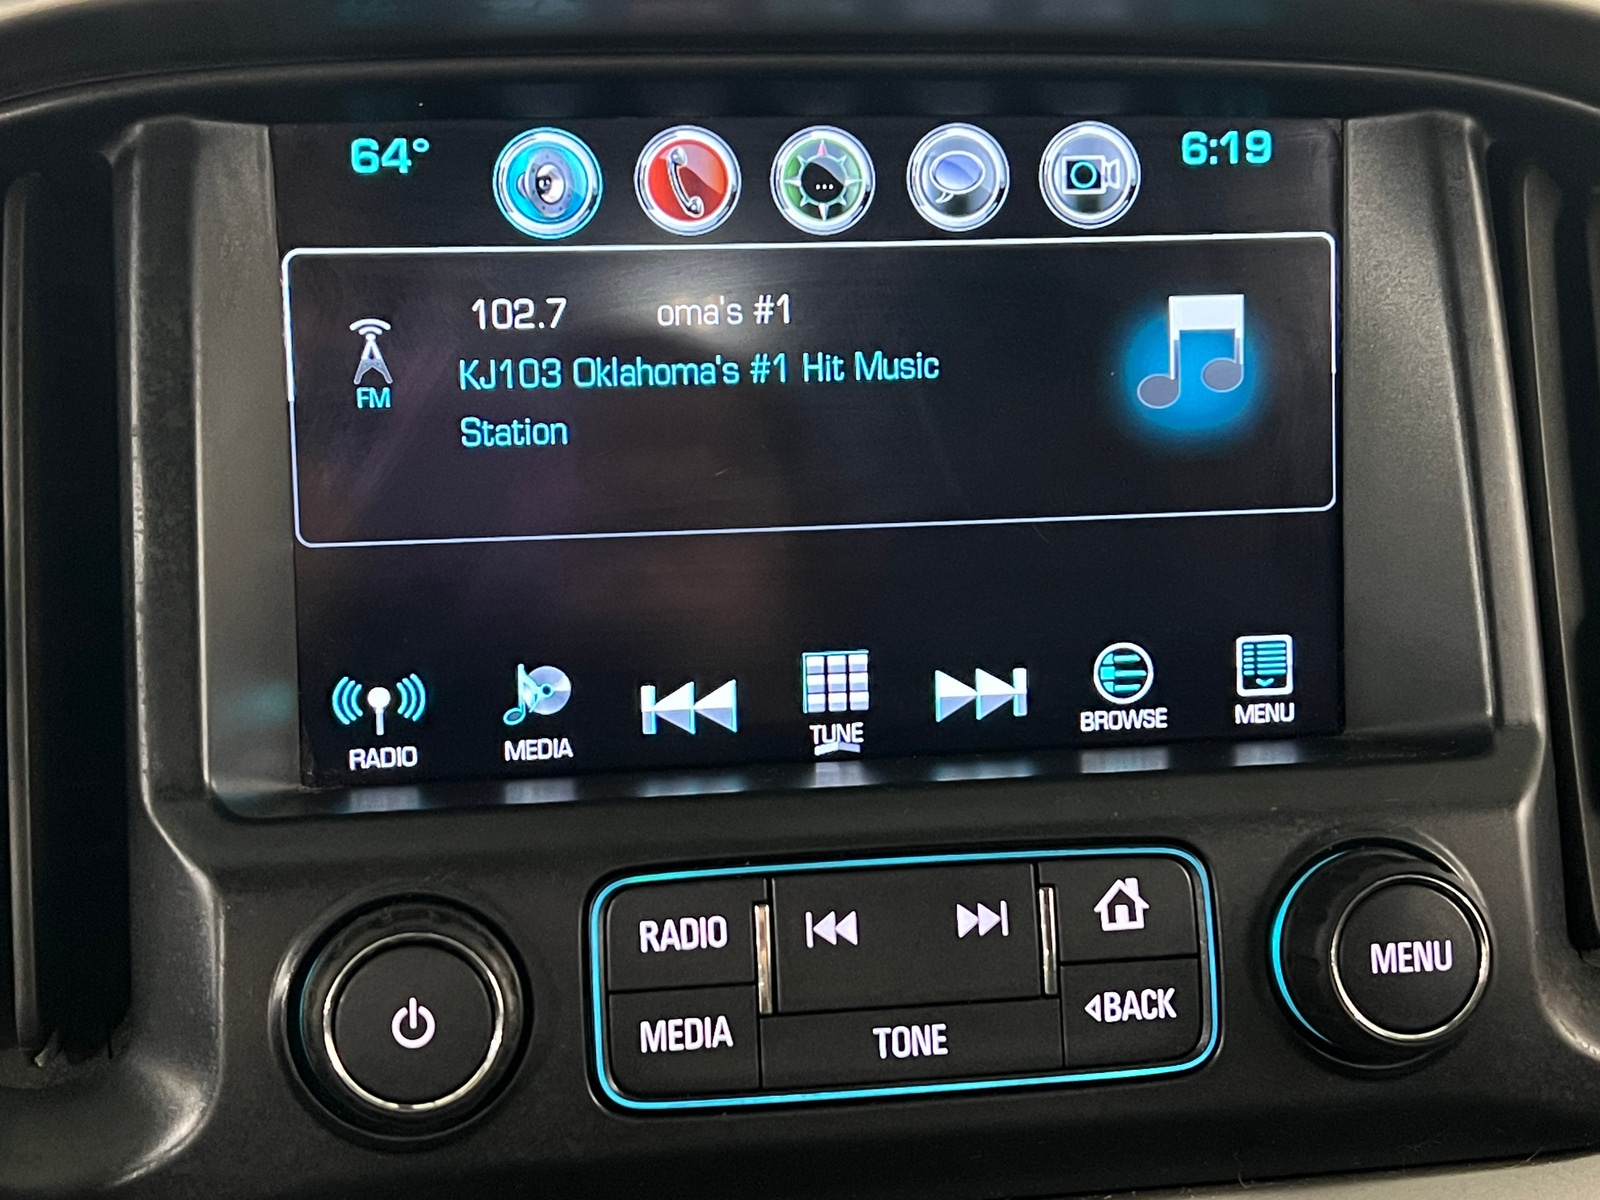 64° 6:19
102.7 oma's #1
FM
KJ103 Oklahoma's #1 Hit Music
Station
RADIO MEDIA TUNE BROWSE MENU
RADIO
MEDIA
TONE
BACK
MENU